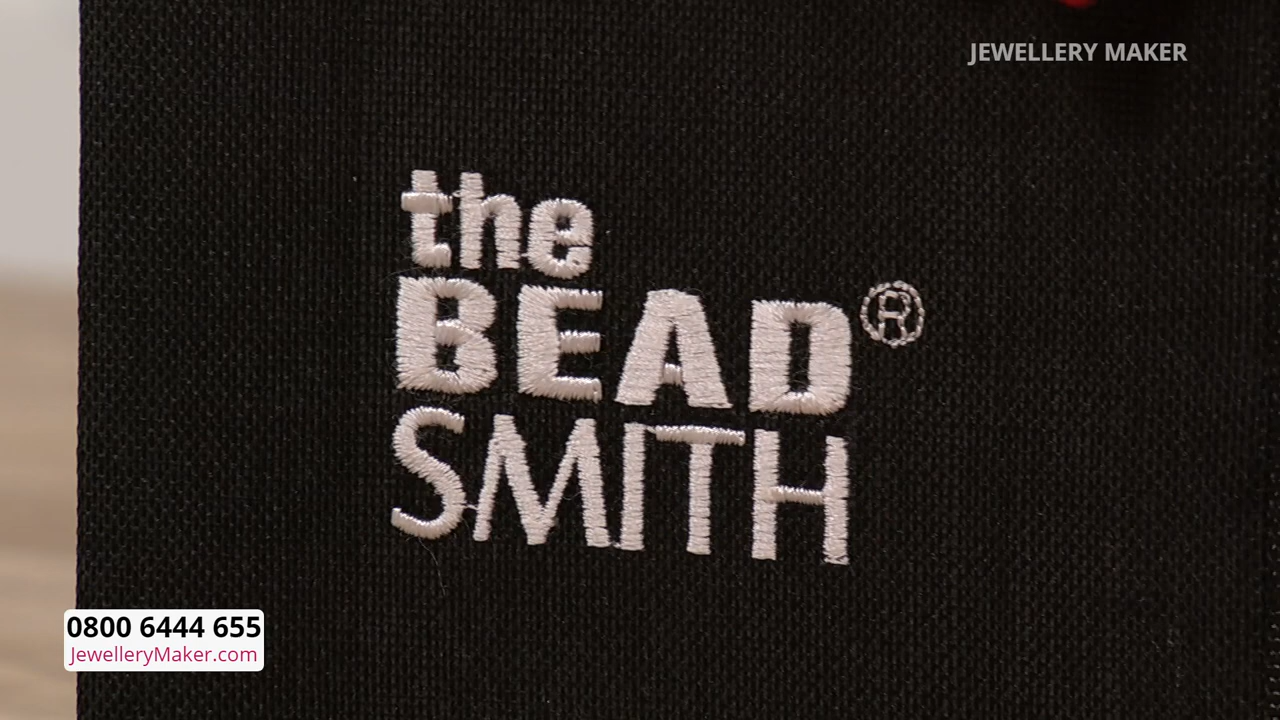 JEWELLERY MAKER
the
BEAD®
SMITH
0800 6444 655
JewelleryMaker.com